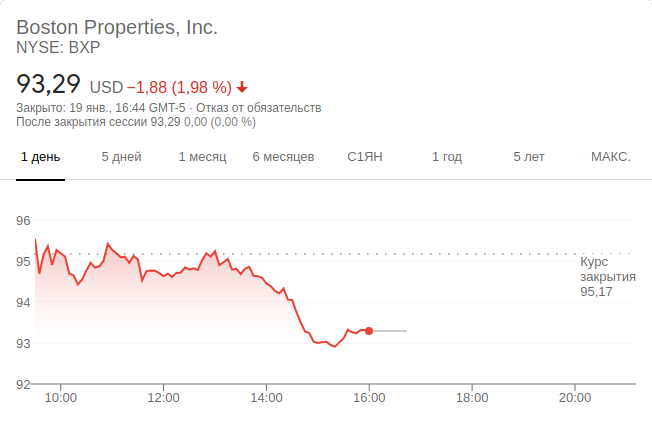 Boston Properties, Inc.
NYSE: BXP
93,29 USD −1,88 (1,98 %)
Закрыто: 19 янв., 16:44 GMT-5 · Отказ от обязательств
После закрытия сессии 93,29 0,00 (0,00 %)
1 день 5 дней 1 месяц 6 месяцев С1ЯН 1 год 5 лет МАКС.
96
95
94
93
92
Курс
закрытия
95,17
10:00 12:00 14:00 16:00 18:00 20:00